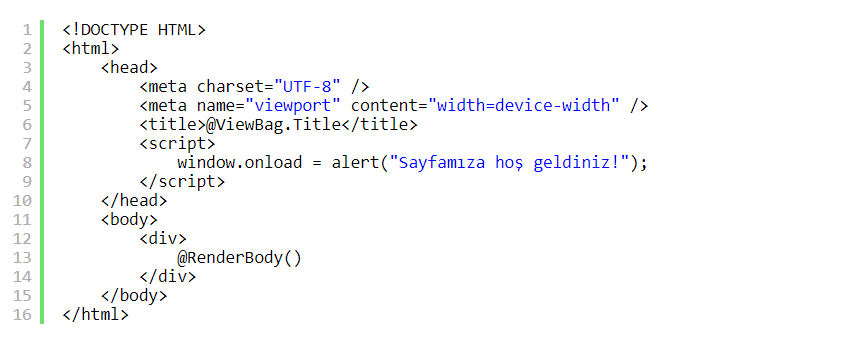 1 <!DOCTYPE HTML>
2 <html>
3     <head>
4         <meta charset="UTF-8" />
5         <meta name="viewport" content="width=device-width" />
6         <title>@ViewBag.Title</title>
7         <script>
8             window.onload = alert("Sayfamıza hoş geldiniz!");
9         </script>
10     </head>
11     <body>
12         <div>
13             @RenderBody()
14         </div>
15     </body>
16 </html>